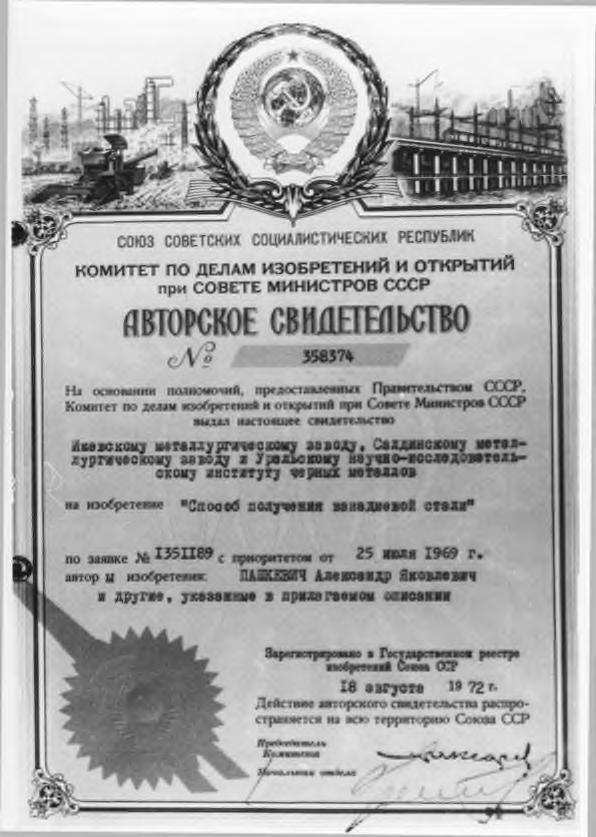 СОЮЗ СОВЕТСКИХ СОЦИАЛИСТИЧЕСКИХ РЕСПУБЛИК
КОМИТЕТ ПО ДЕЛАМ ИЗОБРЕТЕНИЙ И ОТКРЫТИЙ
при СОВЕТЕ МИНИСТРОВ СССР
АВТОРСКОЕ СВИДЕТЕЛЬСТВО
№ 358374
На основании полномочий, предоставленных Правительством СССР,
Комитет по делам изобретений и открытий при Совете Министров СССР
выдал настоящее свидетельство
Ижевскому металлургическому заводу, Салдинскому метал-
лургическому заводу и Уральскому научно-исследователь-
скому институту черных металлов
на изобретение "Способ получения ванадиевой стали"
по заявке № 1351189 с приоритетом от 25 июля 1969 г.
автор ы изобретения: ПАШКЕВИЧ Александр Яковлевич
и другие, указанные в прилагаемом описании
Зарегистрировано в Государственном реестре
изобретений Союза ССР
18 августа 1972 г.
Действие авторского свидетельства распро-
страняется на всю территорию Союза ССР
Председатель
Комитета
Начальник отдела